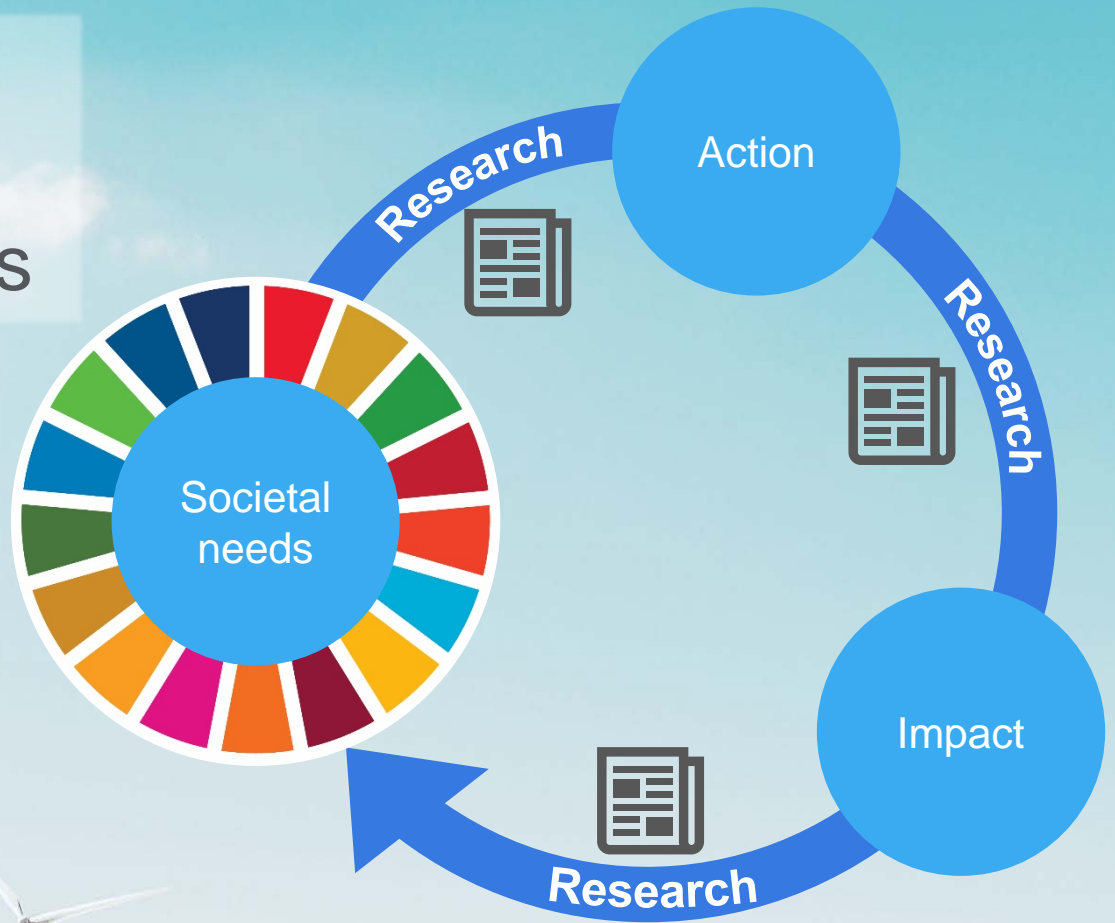 s
Research
Action
Research
Societal
needs
Impact
Research